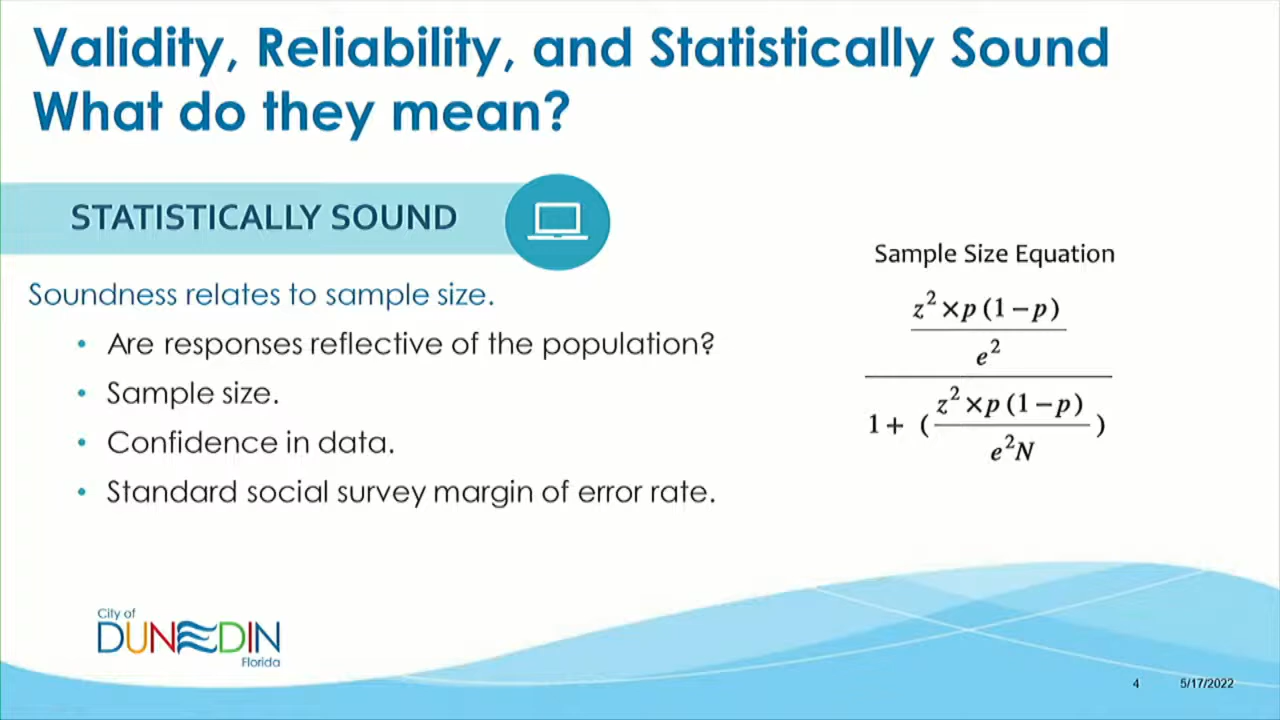 Validity, Reliability, and Statistically Sound
What do they mean?
STATISTICALLY SOUND
Soundness relates to sample size.
• Are responses reflective of the population?
• Sample size.
• Confidence in data.
• Standard social survey margin of error rate.
Sample Size Equation
z² × p (1 − p)
e²
1 + ( z² × p (1 − p) )
e²N
City of
DUNEDIN
Florida
4 5/17/2022